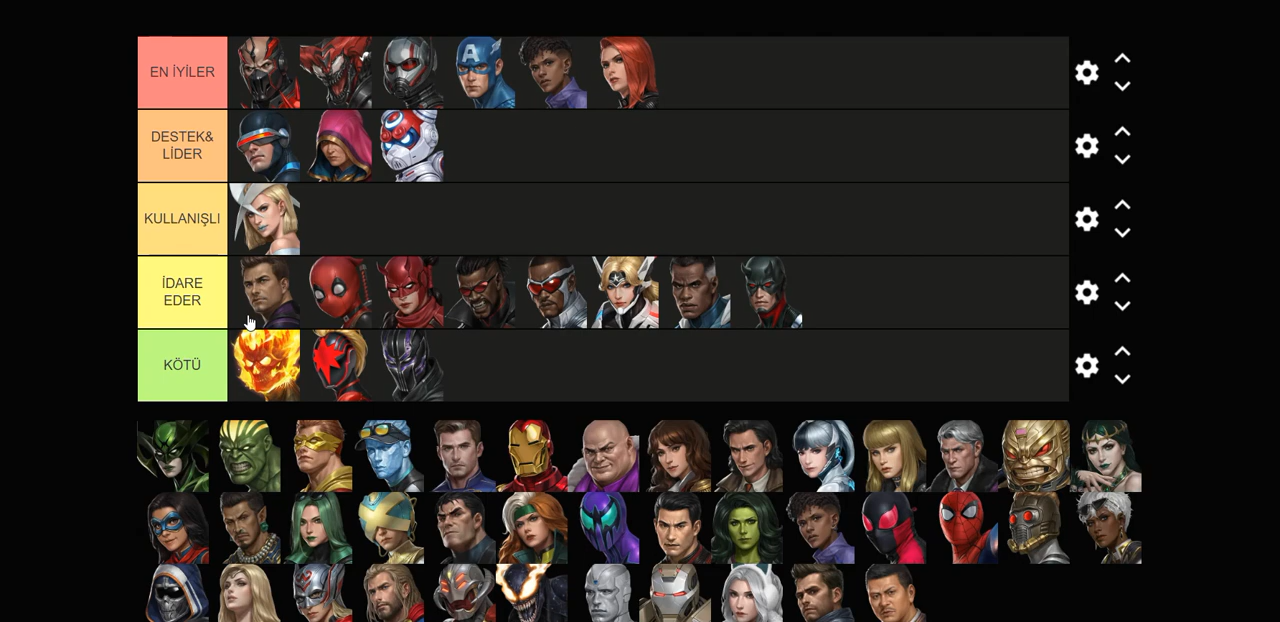 EN İYİLER
DESTEK&
LİDER
KULLANIŞLI
İDARE
EDER
KÖTÜ